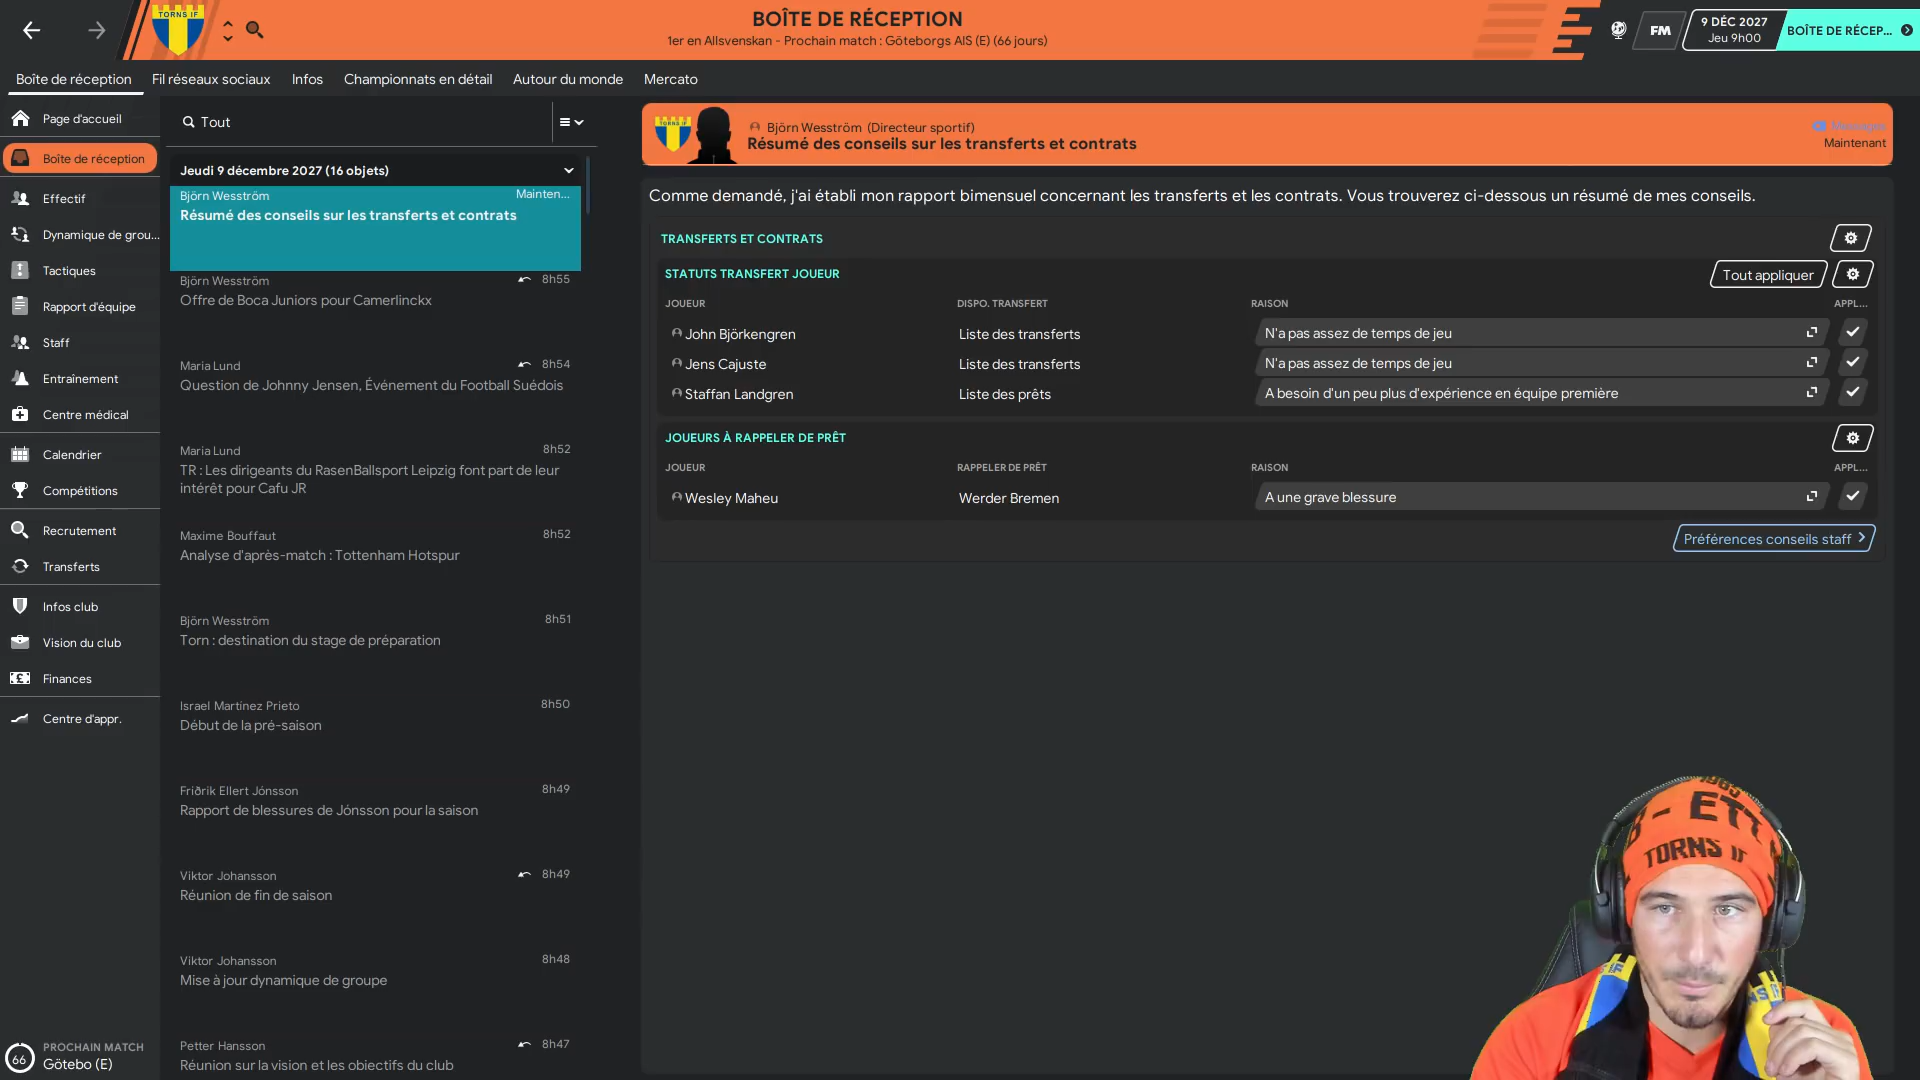 TORNS IF
BOÎTE DE RÉCEPTION
1er en Allsvenskan - Prochain match : Göteborgs AIS (E) (66 jours)
FM
9 DÉC 2027
Jeu 9h00
BOÎTE DE RÉCEP...
Boîte de réception
Fil réseaux sociaux
Infos
Championnats en détail
Autour du monde
Mercato
Page d'accueil
Boîte de réception
Effectif
Dynamique de grou...
Tactiques
Rapport d'équipe
Staff
Entraînement
Centre médical
Calendrier
Compétitions
Recrutement
Transferts
Infos club
Vision du club
Finances
Centre d'appr.
66
PROCHAIN MATCH
Götebo (E)
Tout
Jeudi 9 décembre 2027 (16 objets)
Björn Wesström Mainten...
Résumé des conseils sur les transferts et contrats
Björn Wesström 8h55
Offre de Boca Juniors pour Camerlinckx
Maria Lund 8h54
Question de Johnny Jensen, Événement du Football Suédois
Maria Lund 8h52
TR : Les dirigeants du RasenBallsport Leipzig font part de leur
intérêt pour Cafu JR
Maxime Bouffaut 8h52
Analyse d'après-match : Tottenham Hotspur
Björn Wesström 8h51
Torn : destination du stage de préparation
Israel Martínez Prieto 8h50
Début de la pré-saison
Friðrik Ellert Jónsson 8h49
Rapport de blessures de Jónsson pour la saison
Viktor Johansson 8h49
Réunion de fin de saison
Viktor Johansson 8h48
Mise à jour dynamique de groupe
Petter Hansson 8h47
Réunion sur la vision et les objectifs du club
TORNS IF
Björn Wesström (Directeur sportif)
Résumé des conseils sur les transferts et contrats
Messages
Maintenant
Comme demandé, j'ai établi mon rapport bimensuel concernant les transferts et les contrats. Vous trouverez ci-dessous un résumé de mes conseils.
TRANSFERTS ET CONTRATS
STATUTS TRANSFERT JOUEUR Tout appliquer
JOUEUR DISPO. TRANSFERT RAISON APPL...
John Björkengren Liste des transferts N'a pas assez de temps de jeu
Jens Cajuste Liste des transferts N'a pas assez de temps de jeu
Staffan Landgren Liste des prêts A besoin d'un peu plus d'expérience en équipe première
JOUEURS À RAPPELER DE PRÊT
JOUEUR RAPPELER DE PRÊT RAISON APPL...
Wesley Maheu Werder Bremen A une grave blessure
Préférences conseils staff
1965
- ETT
TORNS IF